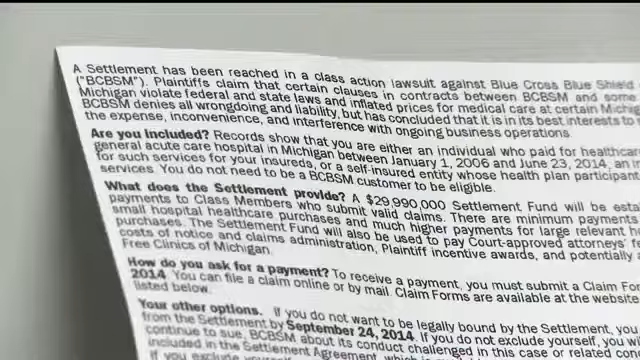 A Settlement has been reached in a class action lawsuit against Blue Cross Blue Shield
("BCBSM"). Plaintiffs claim that certain clauses in contracts between BCBSM and some
Michigan violate federal and state laws and inflated prices for medical care at certain
BCBSM denies all wrongdoing and liability, but has concluded that it is in its best interests to
the expense, inconvenience, and interference with ongoing business operations.
Are you included? Records show that you are either an individual who paid for
general acute care hospital in Michigan between January 1, 2006 and June 23, 2014, an
for such services for your insureds, or a self-insured entity whose health plan participant
services. You do not need to be a BCBSM customer to be eligible.
What does the Settlement provide? A $29,990,000 Settlement Fund will be
payments to Class Members who submit valid claims. There are minimum payments
small hospital healthcare purchases and much higher payments for large relevant
purchases. The Settlement Fund will also be used to pay Court-approved attorneys'
costs of notice and claims administration, Plaintiff incentive awards, and potentially
Free Clinics of Michigan.
How do you ask for a payment? To receive a payment, you must submit a Claim
2014. You can file a claim online or by mail. Claim Forms are available at the website
listed below.
Your other options. If you do not want to be legally bound by the Settlement, you
from the Settlement by September 24, 2014. If you do not exclude yourself, you
continue to sue, BCBSM about its conduct challenged in this case or related
included in the Settlement Agreement, which is
If you exclude